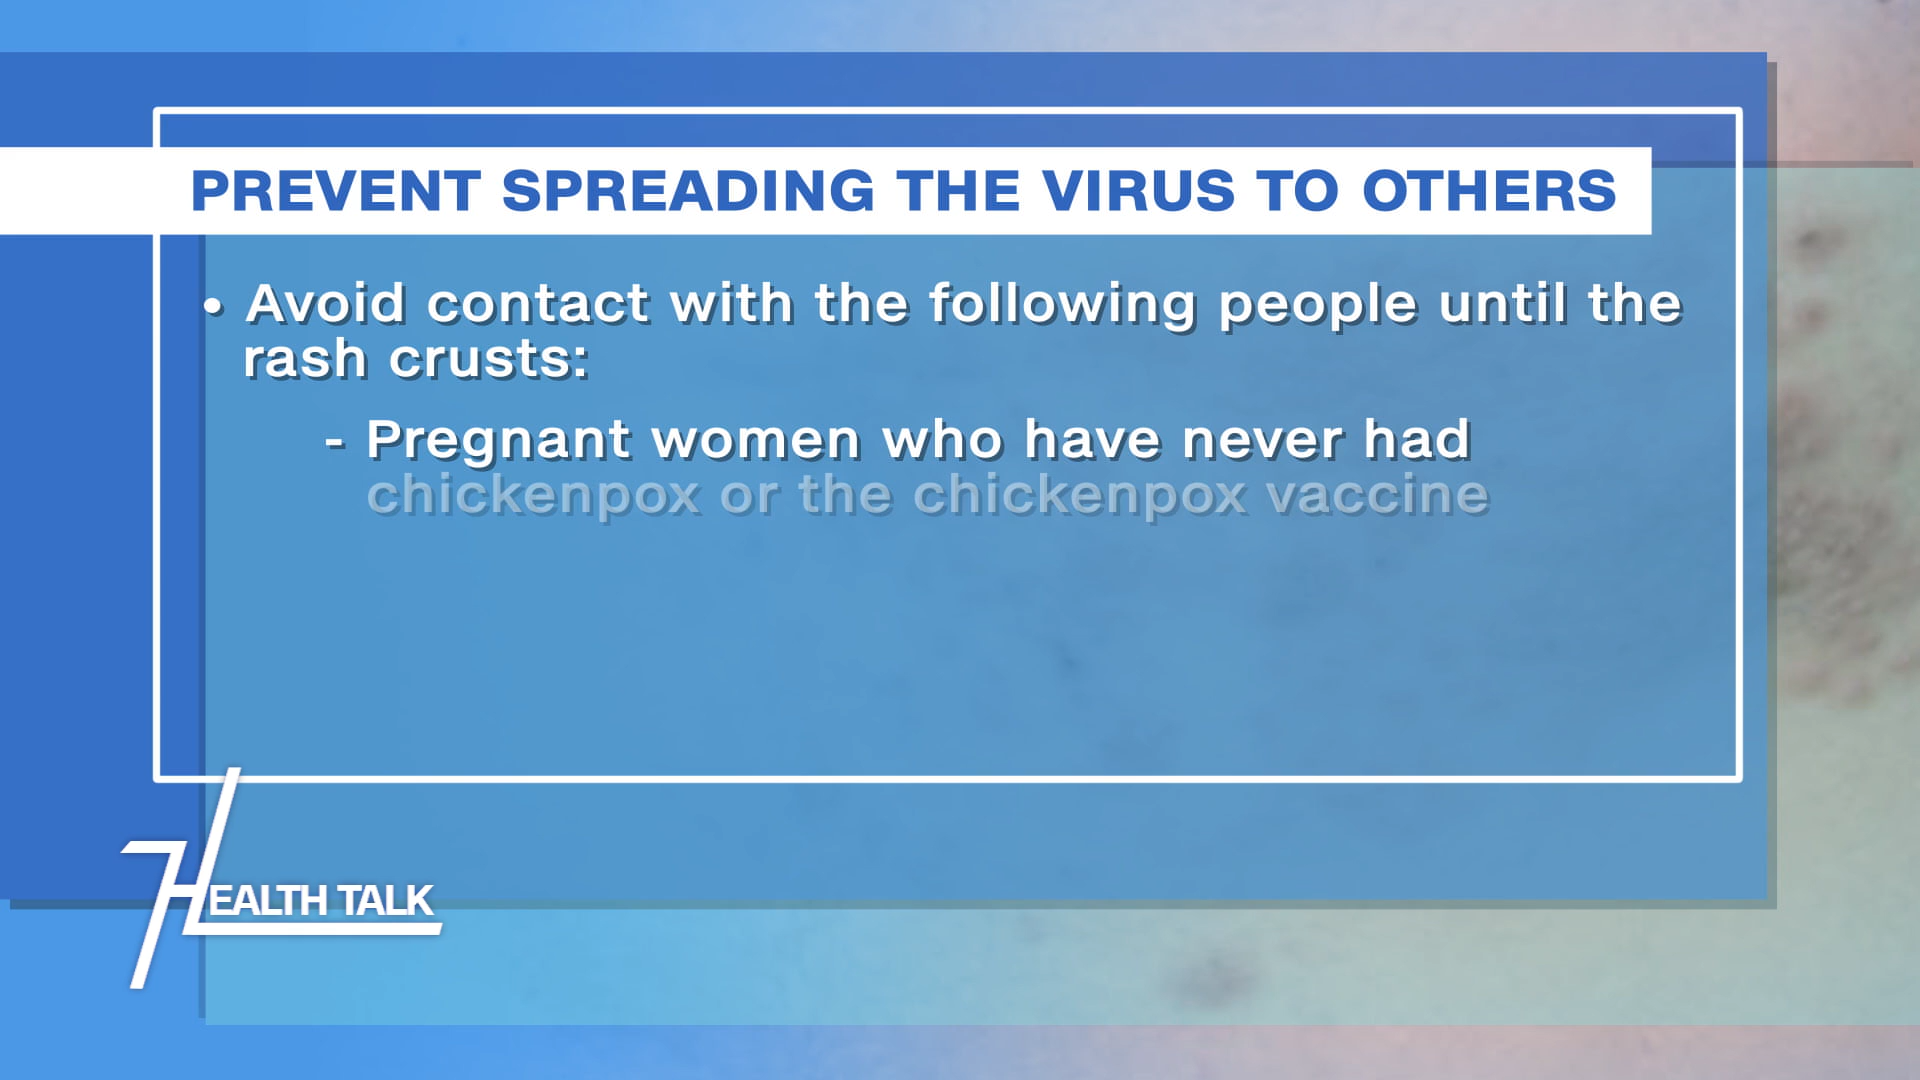 PREVENT SPREADING THE VIRUS TO OTHERS
• Avoid contact with the following people until the
rash crusts:
- Pregnant women who have never had
chickenpox or the chickenpox vaccine
7 HEALTH TALK